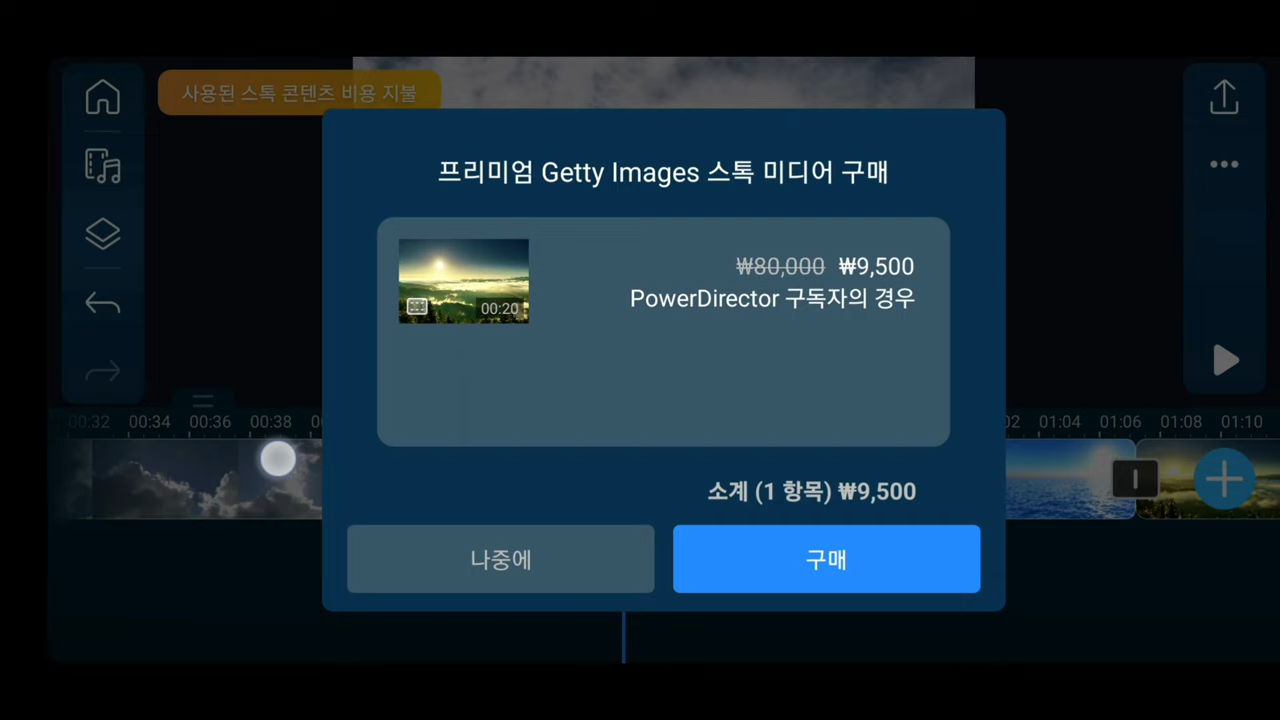 사용된 스톡 콘텐츠 비용 지불
프리미엄 Getty Images 스톡 미디어 구매
00:20
₩80,000 ₩9,500
PowerDirector 구독자의 경우
소계 (1 항목) ₩9,500
나중에
구매
00:32 00:34 00:36 00:38 01:04 01:06 01:08 01:10